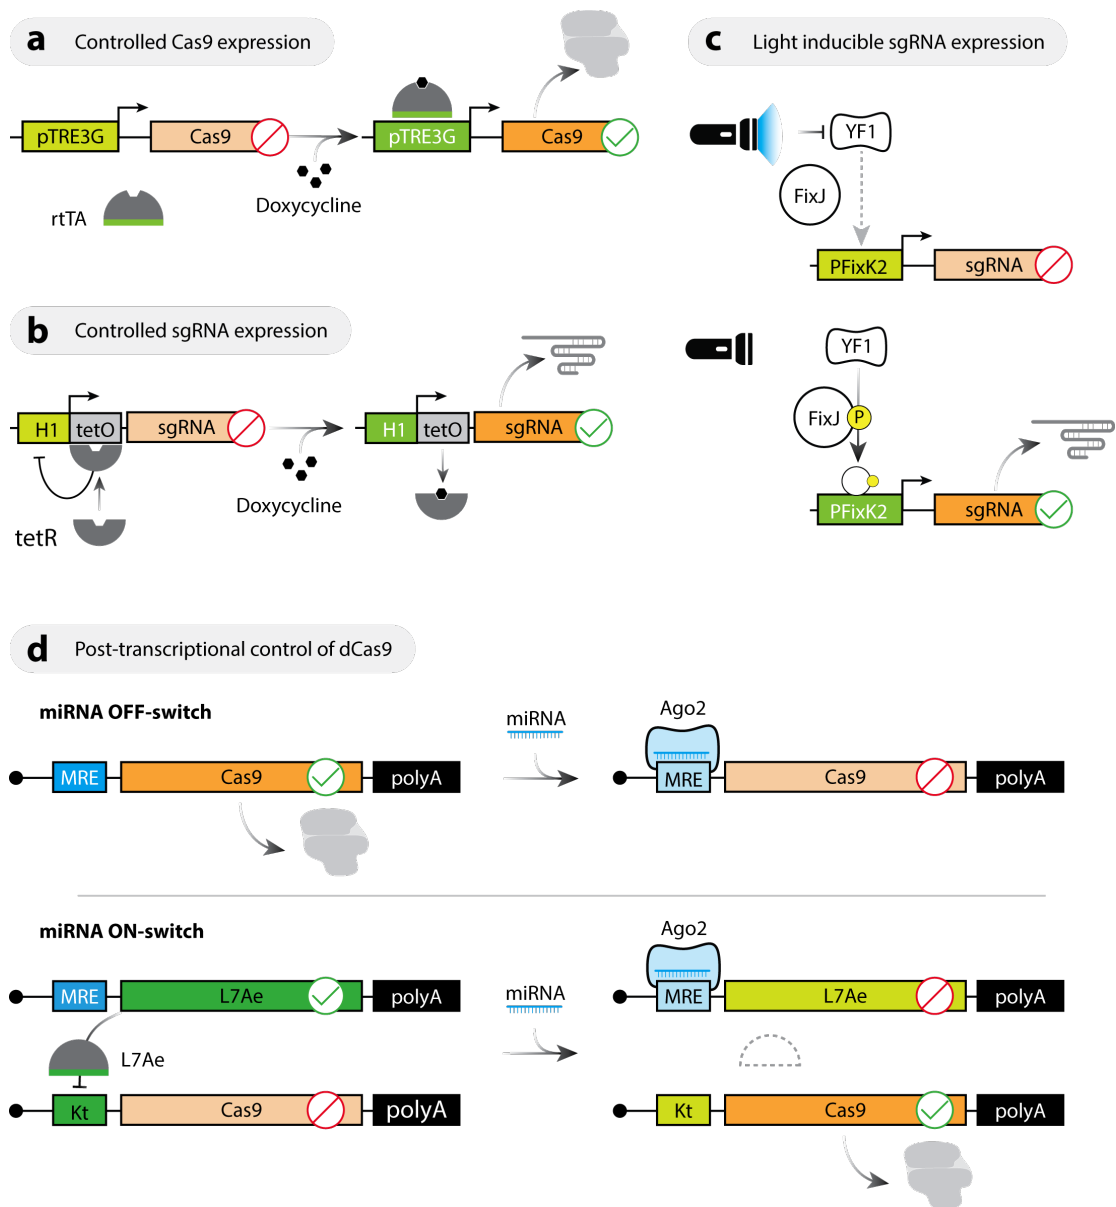 a Controlled Cas9 expression
pTRE3G Cas9 pTRE3G Cas9
Doxycycline
rtTA
b Controlled sgRNA expression
H1 tetO sgRNA H1 tetO sgRNA
Doxycycline
tetR
c Light inducible sgRNA expression
YF1
FixJ
PFixK2 sgRNA
YF1
FixJ P
PFixK2 sgRNA
d Post-transcriptional control of dCas9
miRNA OFF-switch
miRNA Ago2
MRE Cas9 polyA MRE Cas9 polyA
miRNA ON-switch
Ago2
MRE L7Ae polyA miRNA MRE L7Ae polyA
L7Ae
Kt Cas9 polyA Kt Cas9 polyA